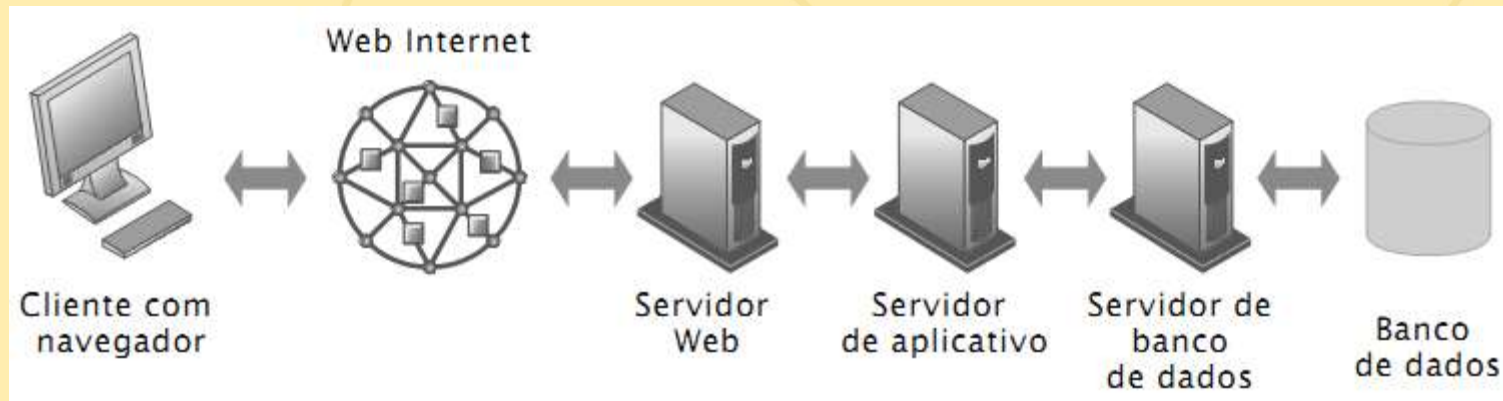 Web Internet
Cliente com
navegador
Servidor
Web
Servidor
de aplicativo
Servidor de
banco
de dados
Banco
de dados